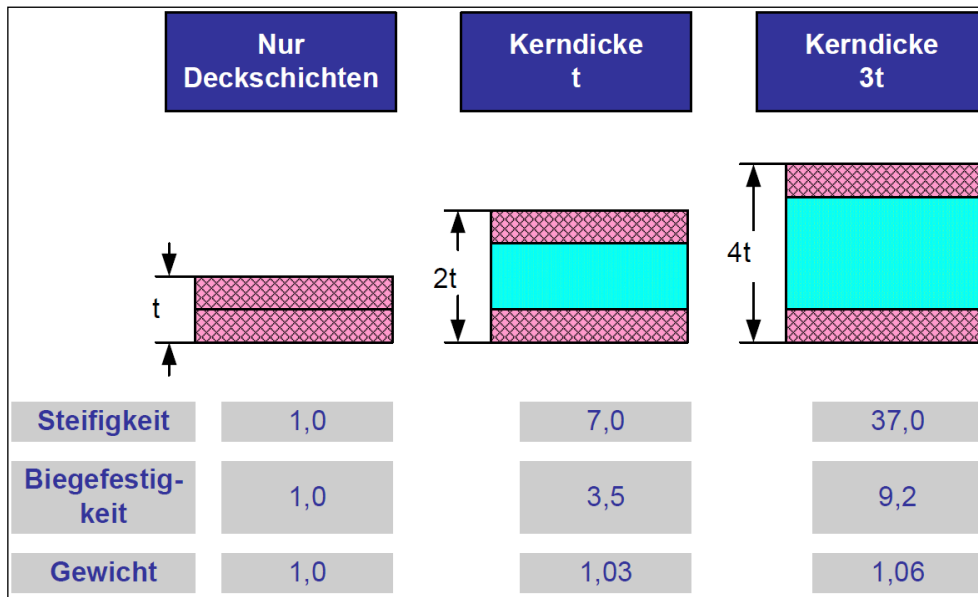 Nur
Deckschichten
Kerndicke
t
Kerndicke
3t
t
2t
4t
Steifigkeit
1,0
7,0
37,0
Biegefestig-
keit
1,0
3,5
9,2
Gewicht
1,0
1,03
1,06